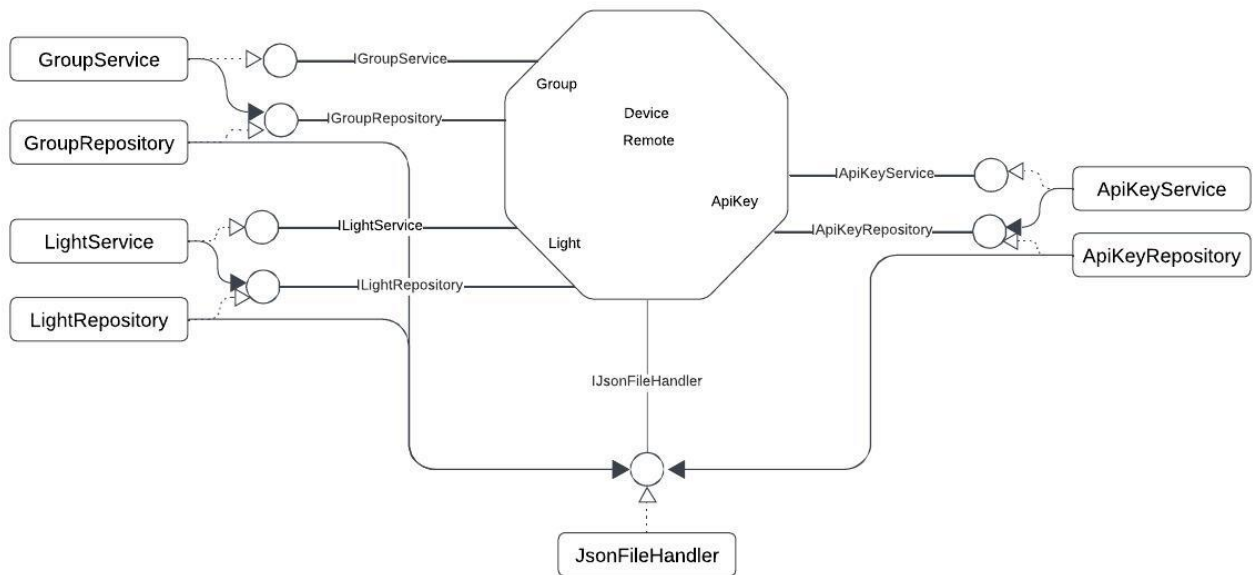 GroupService
IGroupService
Group
GroupRepository
IGroupRepository
Device
Remote
IApiKeyService
ApiKeyService
ApiKey
LightService
ILightService
Light
IApiKeyRepository
ApiKeyRepository
ILightRepository
LightRepository
IJsonFileHandler
JsonFileHandler